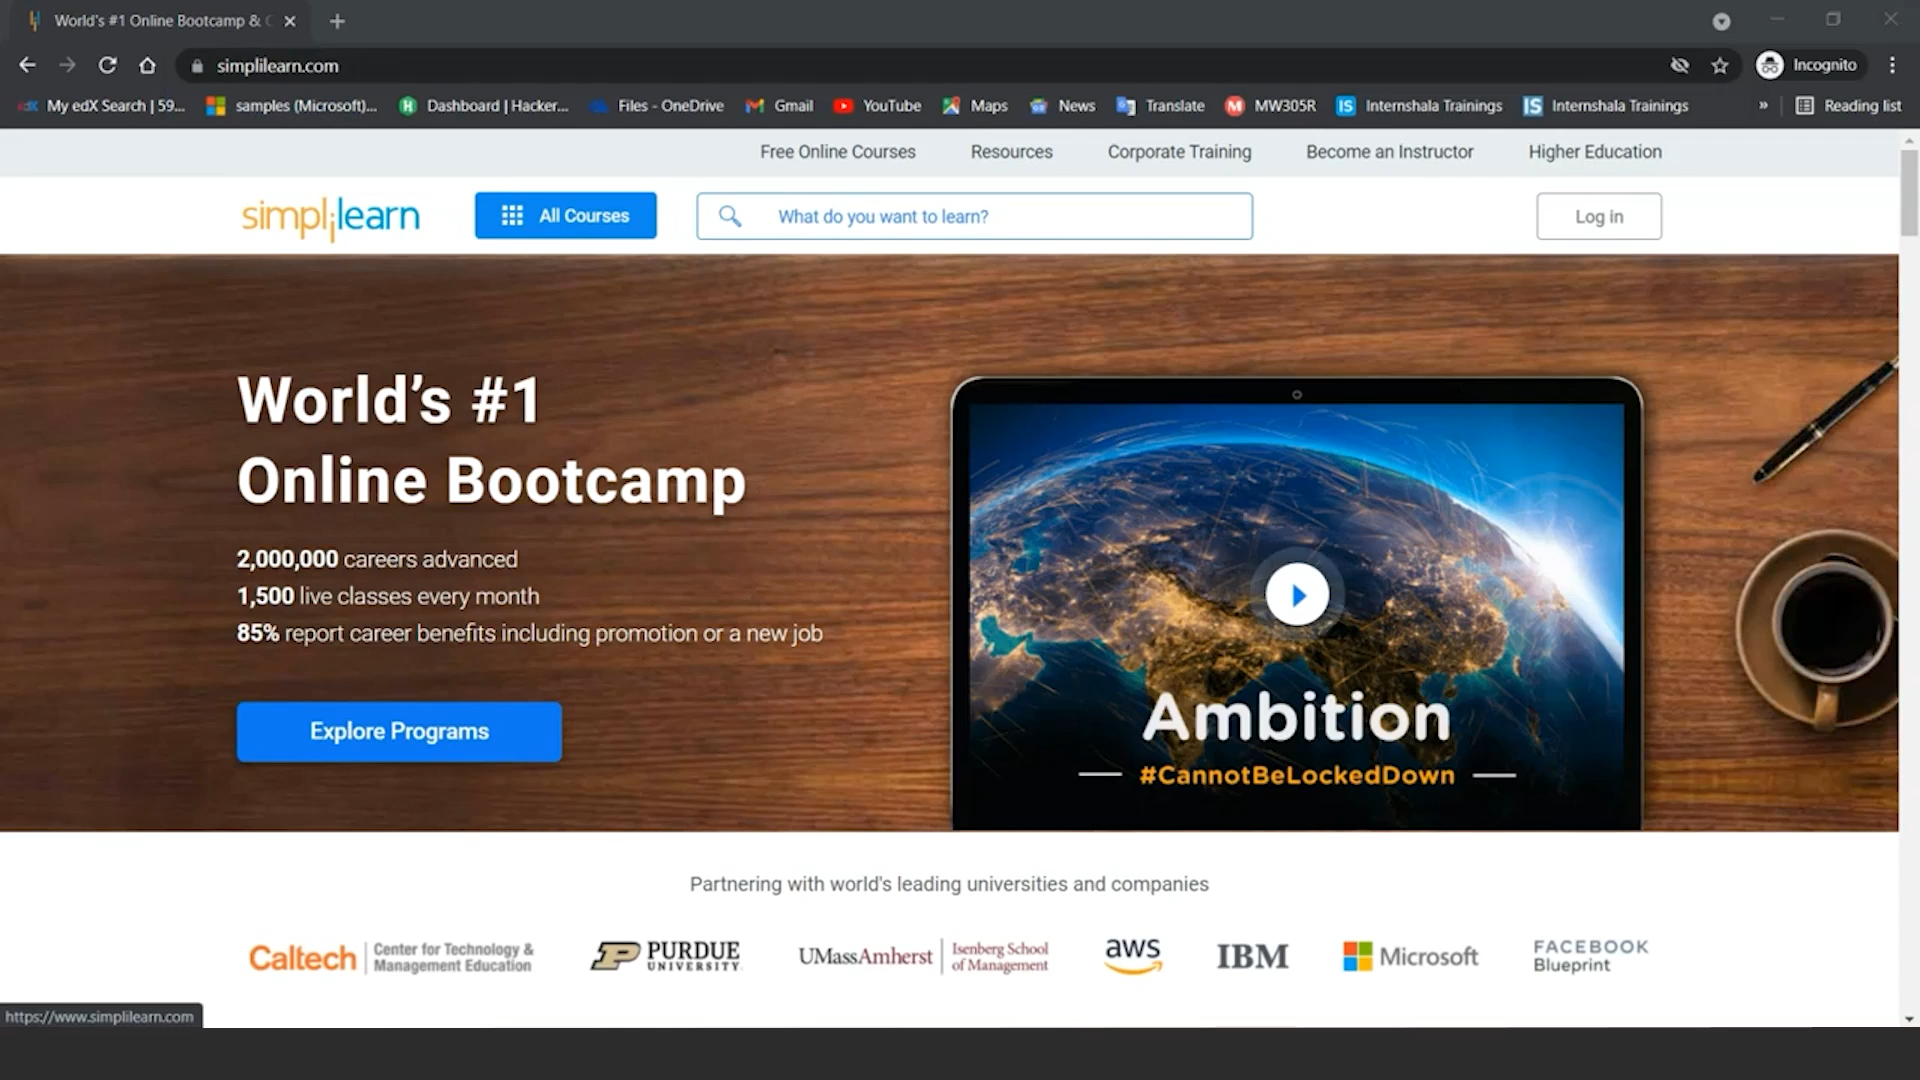 World's #1 Online Bootcamp &
simplilearn.com
Incognito
My edX Search | 59...
samples (Microsoft)...
Dashboard | Hacker...
Files - OneDrive
Gmail
YouTube
Maps
News
Translate
MW305R
Internshala Trainings
Internshala Trainings
»
Reading list
Free Online Courses
Resources
Corporate Training
Become an Instructor
Higher Education
simplilearn
All Courses
What do you want to learn?
Log in
World's #1
Online Bootcamp
2,000,000 careers advanced
1,500 live classes every month
85% report career benefits including promotion or a new job
Explore Programs
Ambition
#CannotBeLockedDown
Partnering with world's leading universities and companies
Caltech
Center for Technology &
Management Education
PURDUE
UNIVERSITY
UMassAmherst
Isenberg School
of Management
aws
IBM
Microsoft
FACEBOOK
Blueprint
https://www.simplilearn.com